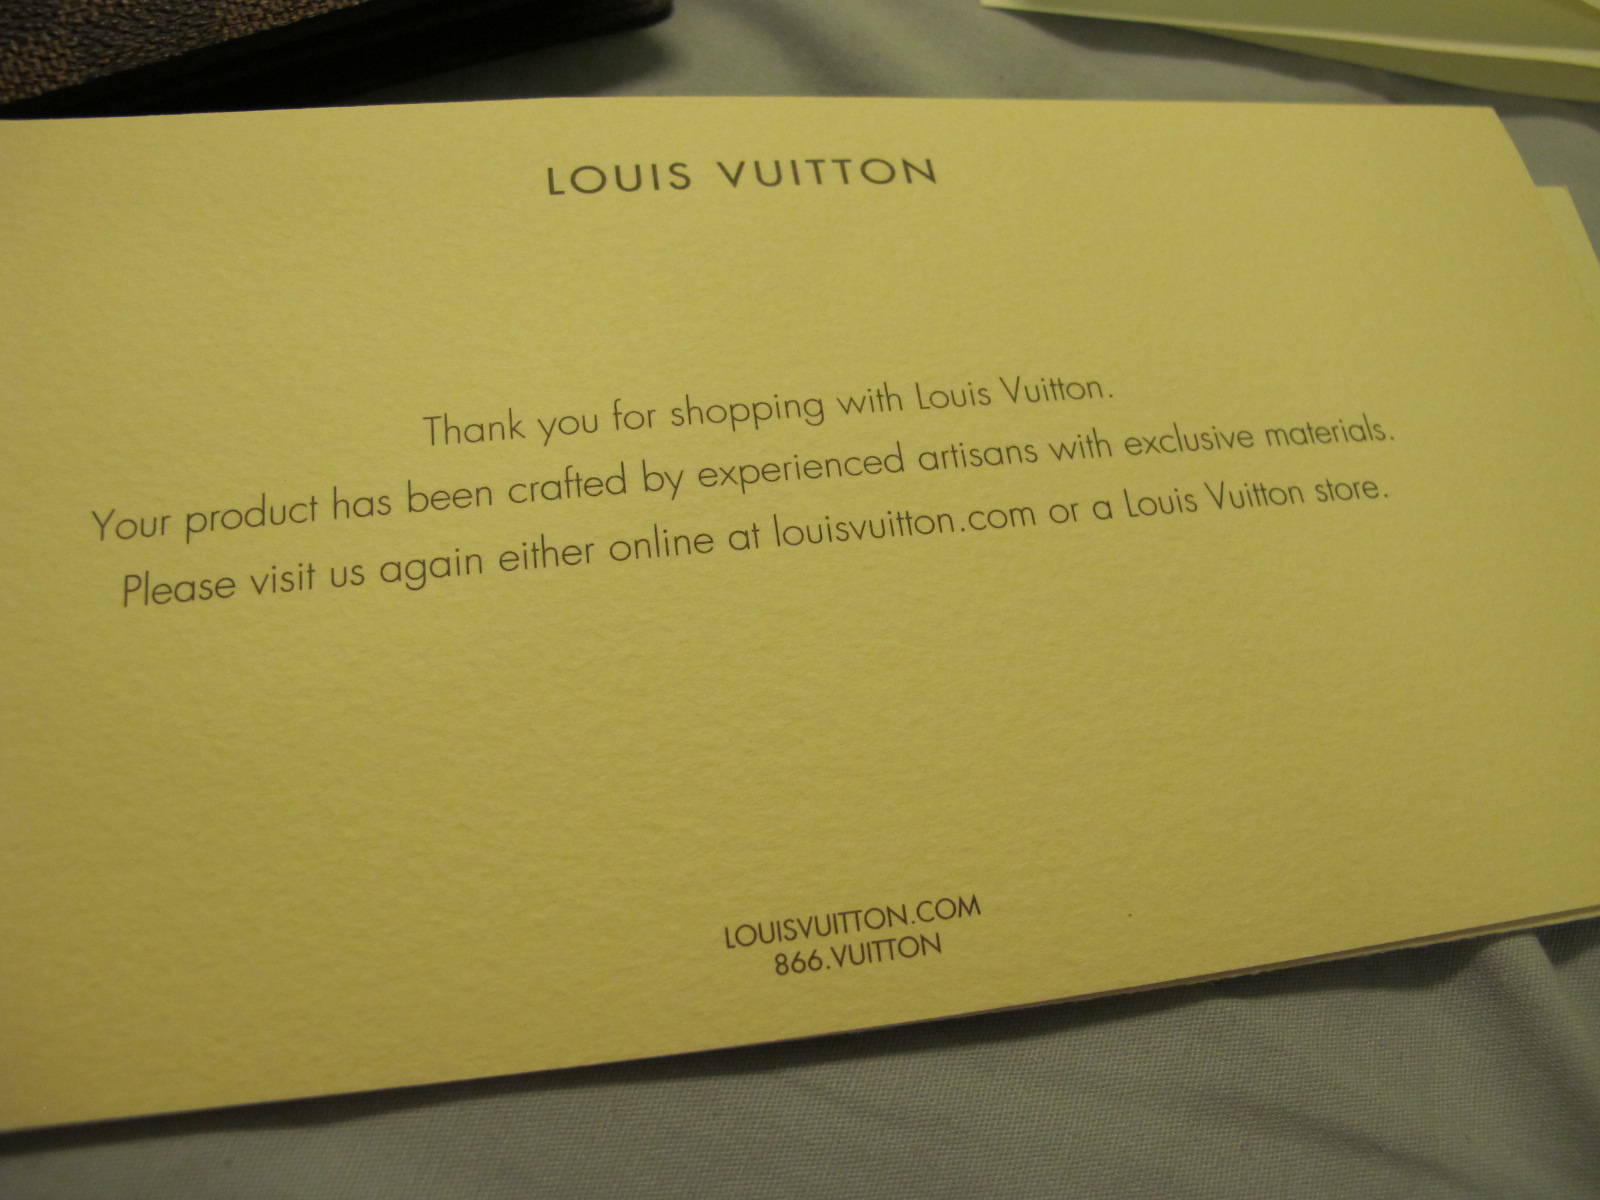 LOUIS VUITTON
Thank you for shopping with Louis Vuitton.
Your product has been crafted by experienced artisans with exclusive materials.
Please visit us again either online at louisvuitton.com or a Louis Vuitton store.
LOUISVUITTON.COM
866.VUITTON